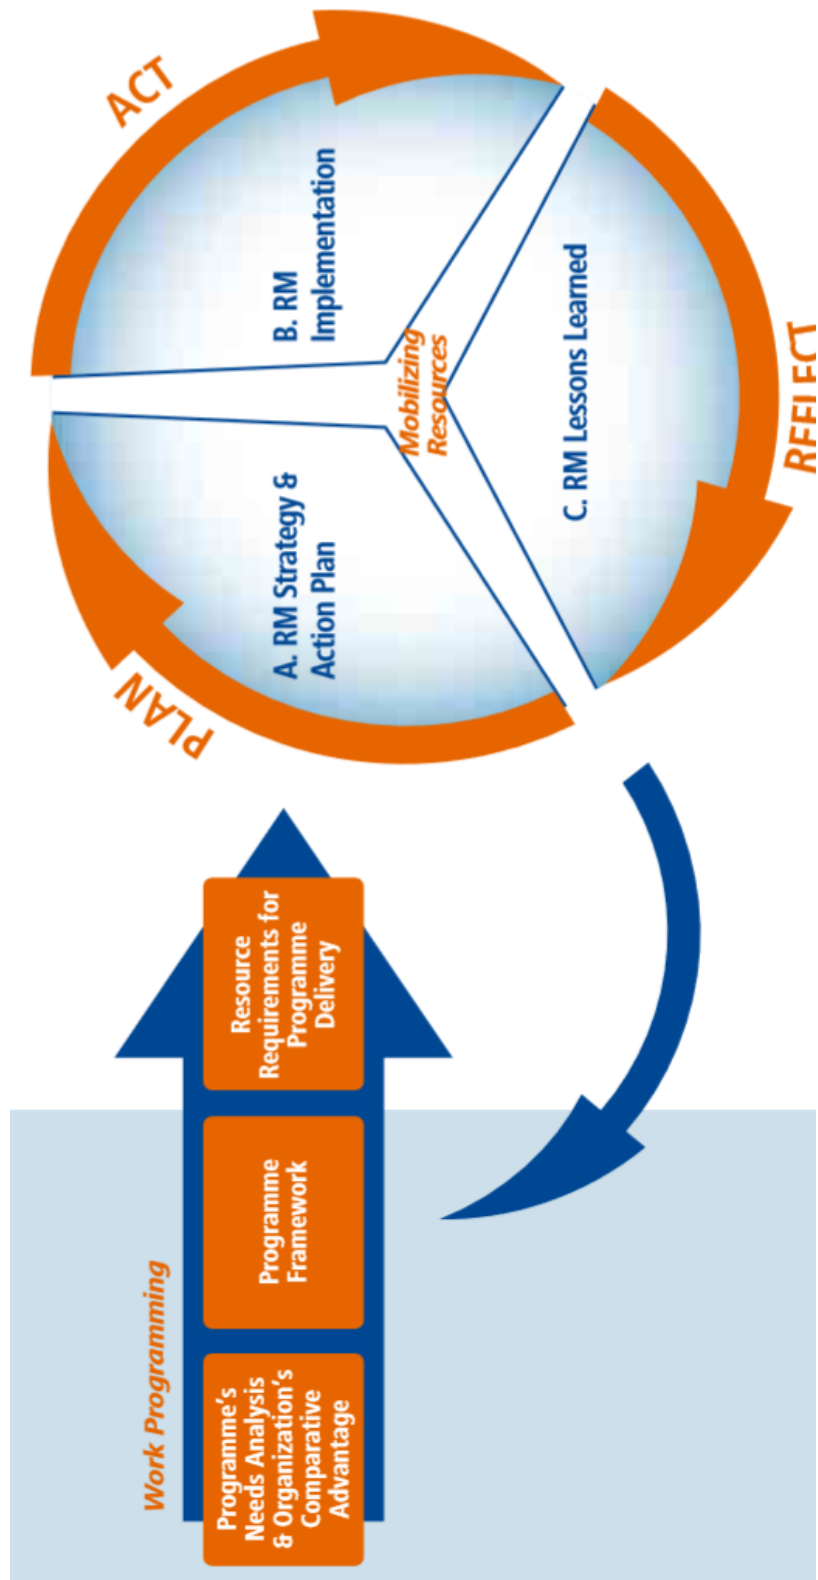 Work Programming
Programme's
Needs Analysis
& Organization's
Comparative
Advantage
Programme
Framework
Resource
Requirements for
Programme
Delivery
PLAN
ACT
REFLECT
A. RM Strategy &
Action Plan
B. RM
Implementation
Mobilizing
Resources
C. RM Lessons Learned